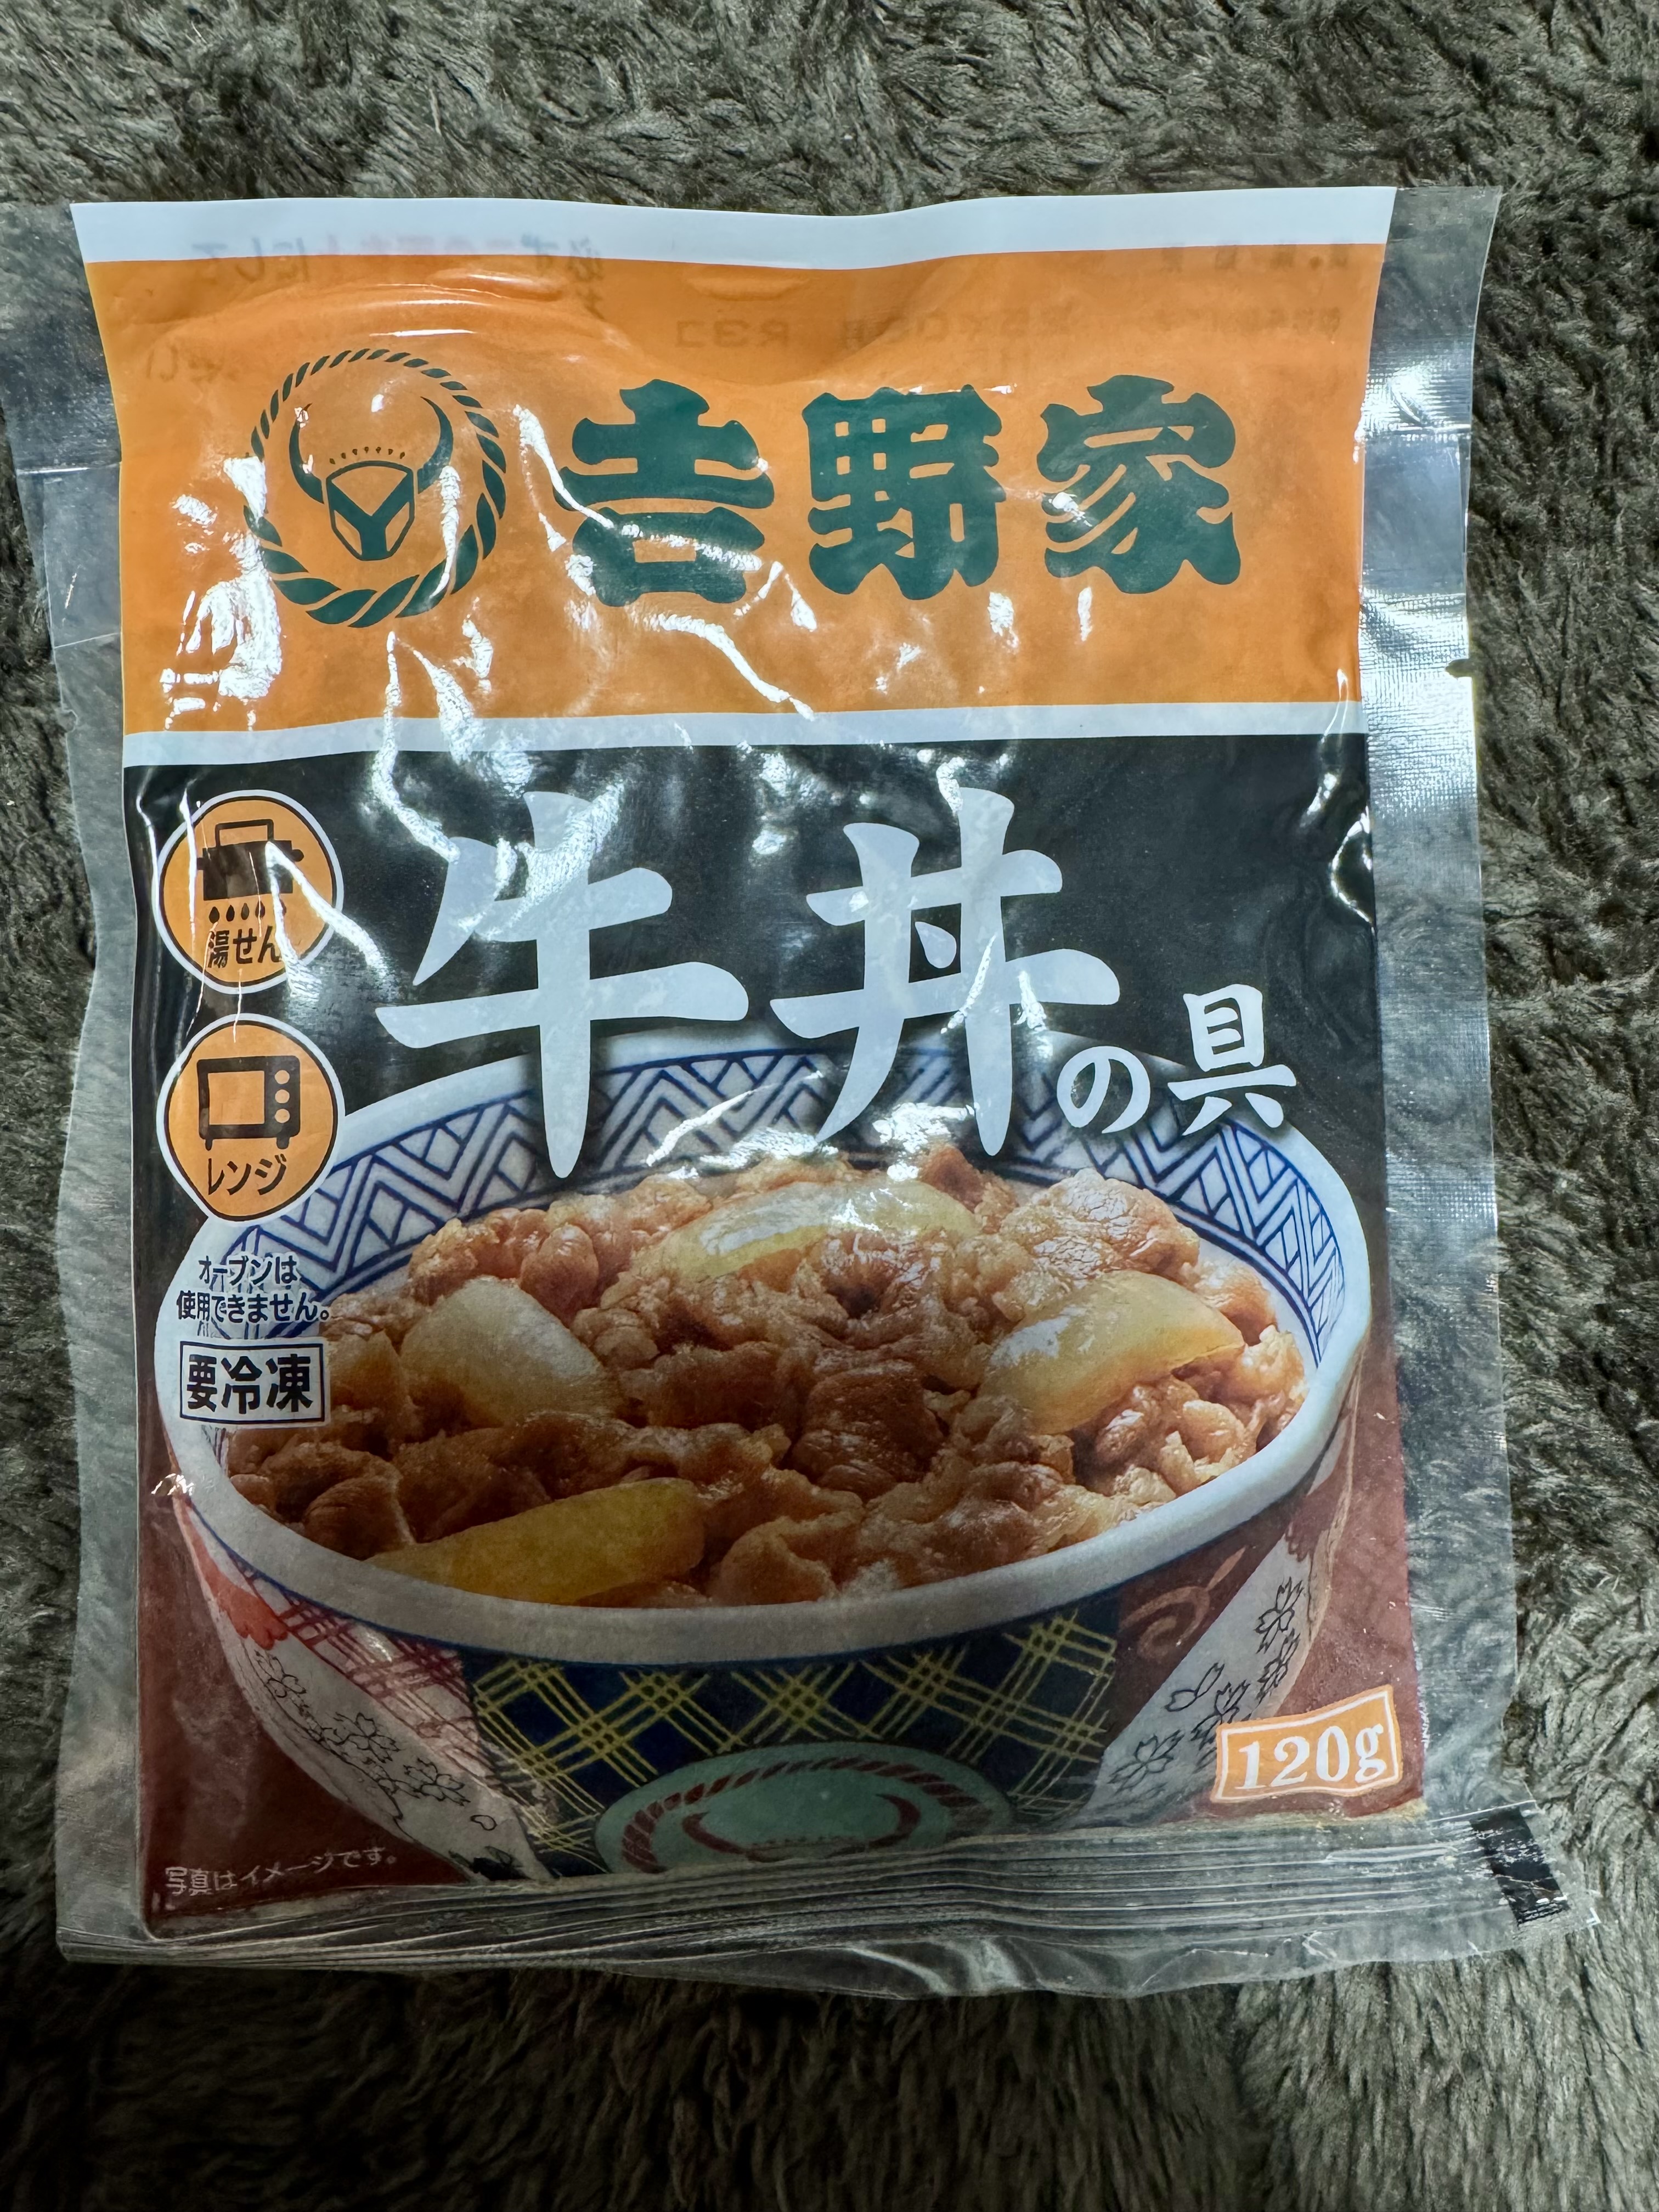 吉野家
牛丼の具
湯せん
レンジ
オーブンは
使用できません。
要冷凍
120g
写真はイメージです。